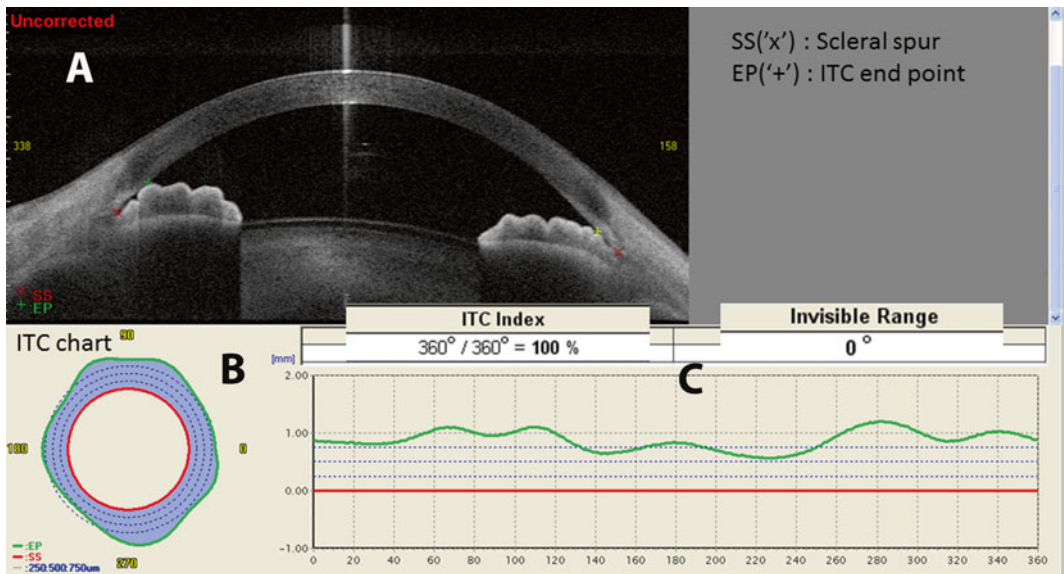 Uncorrected
A
338
158
SS
EP
SS('x') : Scleral spur
EP('+') : ITC end point
ITC Index
Invisible Range
360° / 360° = 100 %
0 °
ITC chart
90
B
180
0
270
:EP
:SS
:250:500:750um
[mm]
C
2.00
1.00
0.00
-1.00
0 20 40 60 80 100 120 140 160 180 200 220 240 260 280 300 320 340 360